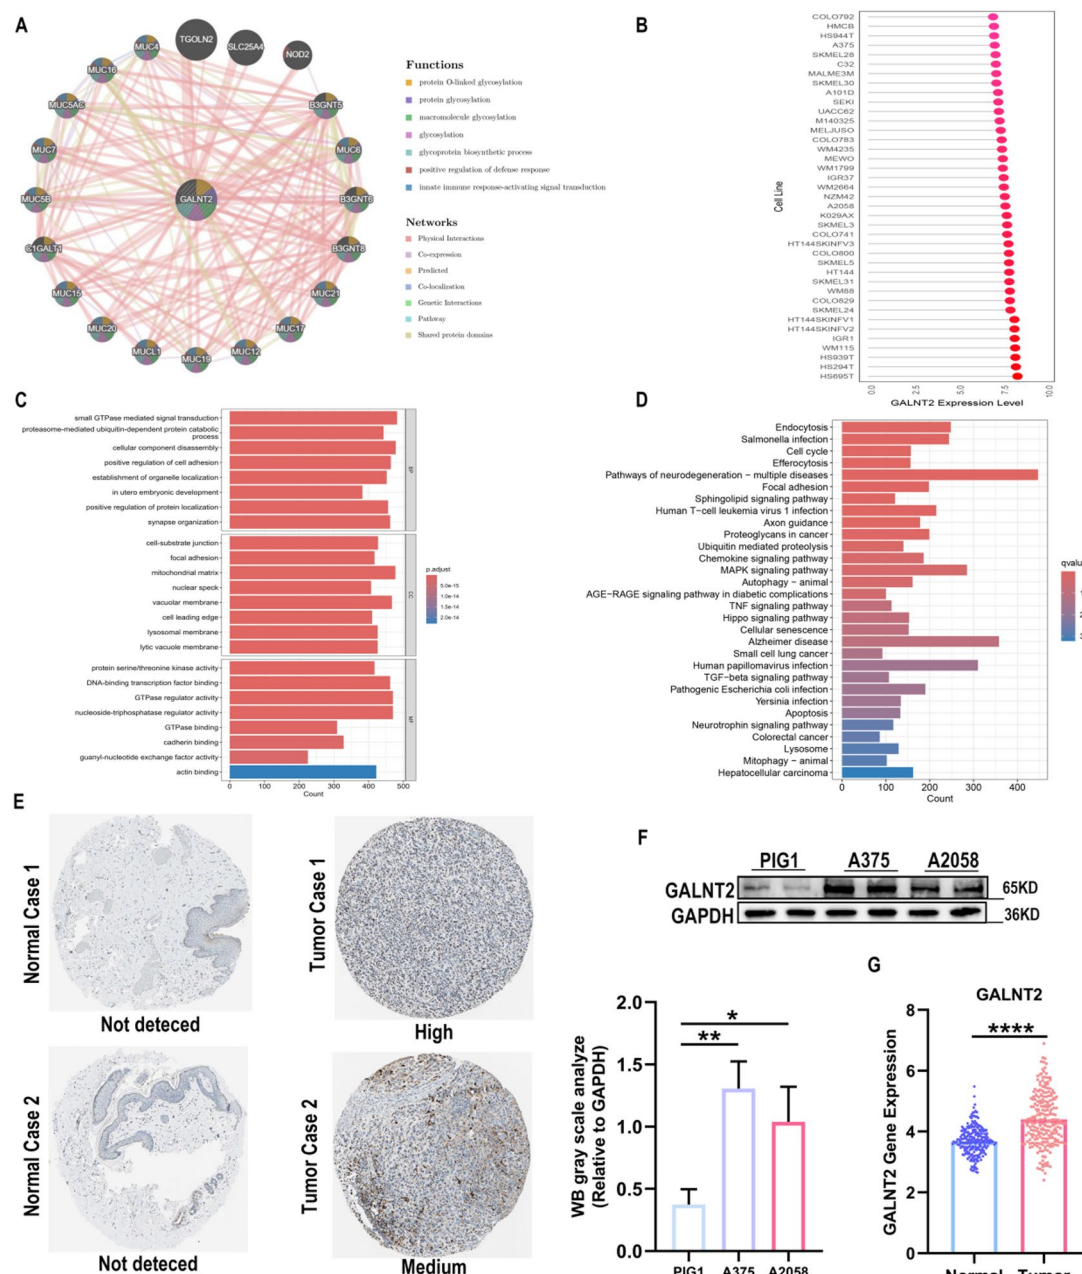 A
MUC4
TGOLN2
SLC25A4
NOD2
MUC16
B3GNT5
MUC5AC
MUC6
MUC7
GALNT2
MUC5B
B3GNT6
C1GALT1
B3GNT8
MUC15
MUC21
MUC20
MUC17
MUCL1
MUC19
MUC12
Functions
protein O-linked glycosylation
protein glycosylation
macromolecule glycosylation
glycosylation
glycoprotein biosynthetic process
positive regulation of defense response
innate immune response-activating signal transduction
Networks
Physical Interactions
Co-expression
Predicted
Co-localization
Genetic Interactions
Pathway
Shared protein domains
B
Cell Line
COLO792
HMCB
HS944T
A375
SKMEL28
C32
MALME3M
SKMEL30
A101D
SEKI
UACC62
M140325
MELJUSO
COLO783
WM4235
MEWO
WM1799
IGR37
WM2664
NZM42
A2058
K029AX
SKMEL3
COLO741
HT144SKINFV3
COLO800
SKMEL5
HT144
SKMEL31
WM88
COLO829
SKMEL24
HT144SKINFV1
HT144SKINFV2
IGR1
WM115
HS939T
HS294T
HS695T
0.0
2.5
5.0
7.5
10.0
GALNT2 Expression Level
C
small GTPase mediated signal transduction
proteasome-mediated ubiquitin-dependent protein catabolic
process
cellular component disassembly
positive regulation of cell adhesion
establishment of organelle localization
in utero embryonic development
positive regulation of protein localization
synapse organization
BP
cell-substrate junction
focal adhesion
mitochondrial matrix
nuclear speck
vacuolar membrane
cell leading edge
lysosomal membrane
lytic vacuole membrane
CC
protein serine/threonine kinase activity
DNA-binding transcription factor binding
GTPase regulator activity
nucleoside-triphosphatase regulator activity
GTPase binding
cadherin binding
guanyl-nucleotide exchange factor activity
actin binding
MF
0 100 200 300 400 500
Count
p.adjust
5.0e-15
1.0e-14
2.0e-14
D
Endocytosis
Salmonella infection
Cell cycle
Efferocytosis
Pathways of neurodegeneration − multiple diseases
Focal adhesion
Sphingolipid signaling pathway
Human T−cell leukemia virus 1 infection
Axon guidance
Proteoglycans in cancer
Ubiquitin mediated proteolysis
Chemokine signaling pathway
MAPK signaling pathway
Autophagy − animal
AGE−RAGE signaling pathway in diabetic complications
TNF signaling pathway
Hippo signaling pathway
Cellular senescence
Alzheimer disease
Small cell lung cancer
Human papillomavirus infection
TGF−beta signaling pathway
Pathogenic Escherichia coli infection
Yersinia infection
Apoptosis
Neurotrophin signaling pathway
Colorectal cancer
Lysosome
Mitophagy − animal
Hepatocellular carcinoma
0 100 200 300 400
Count
qvalu
E
Normal Case 1
Not deteced
Tumor Case 1
High
Normal Case 2
Not deteced
Tumor Case 2
Medium
F
PIG1 A375 A2058
GALNT2 65KD
GAPDH 36KD
WB gray scale analyze
(Relative to GAPDH)
2.0
1.5
1.0
0.5
0.0
*
**
PIG1 A375 A2058
G
GALNT2
****
GALNT2 Gene Expression
8
6
4
2
0
Normal Tumor